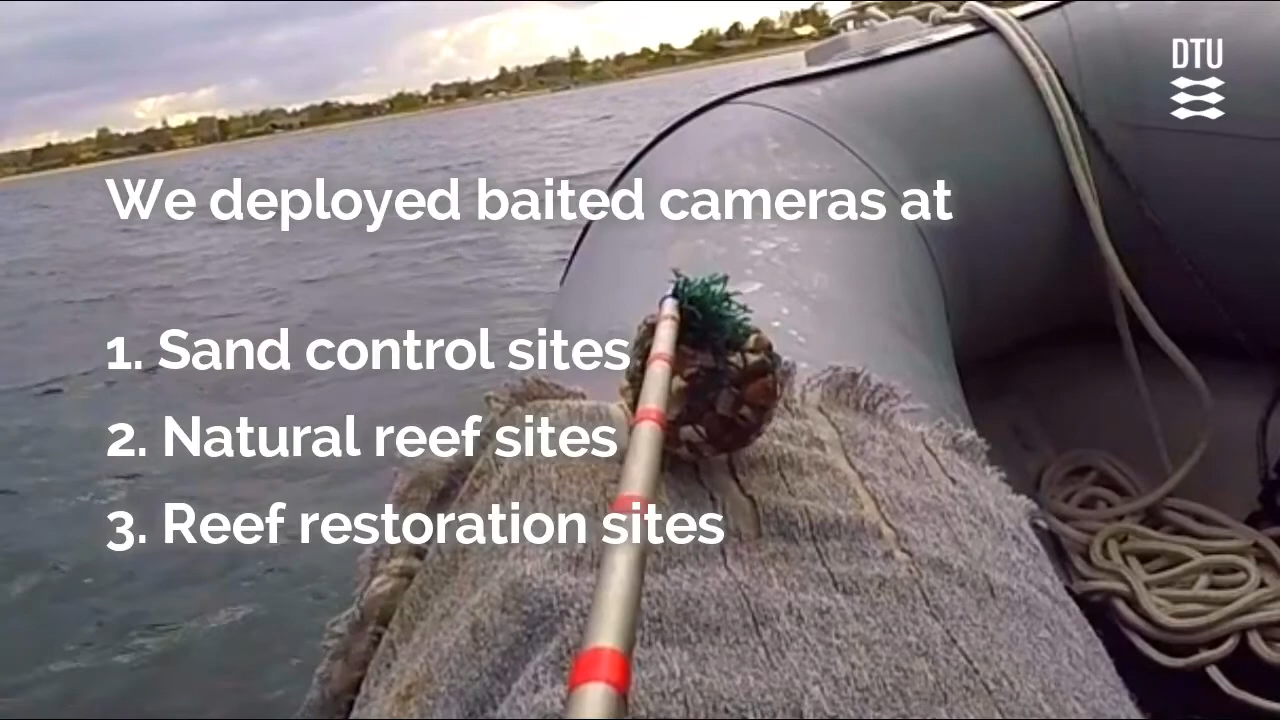 DTU
We deployed baited cameras at
1. Sand control sites
2. Natural reef sites
3. Reef restoration sites